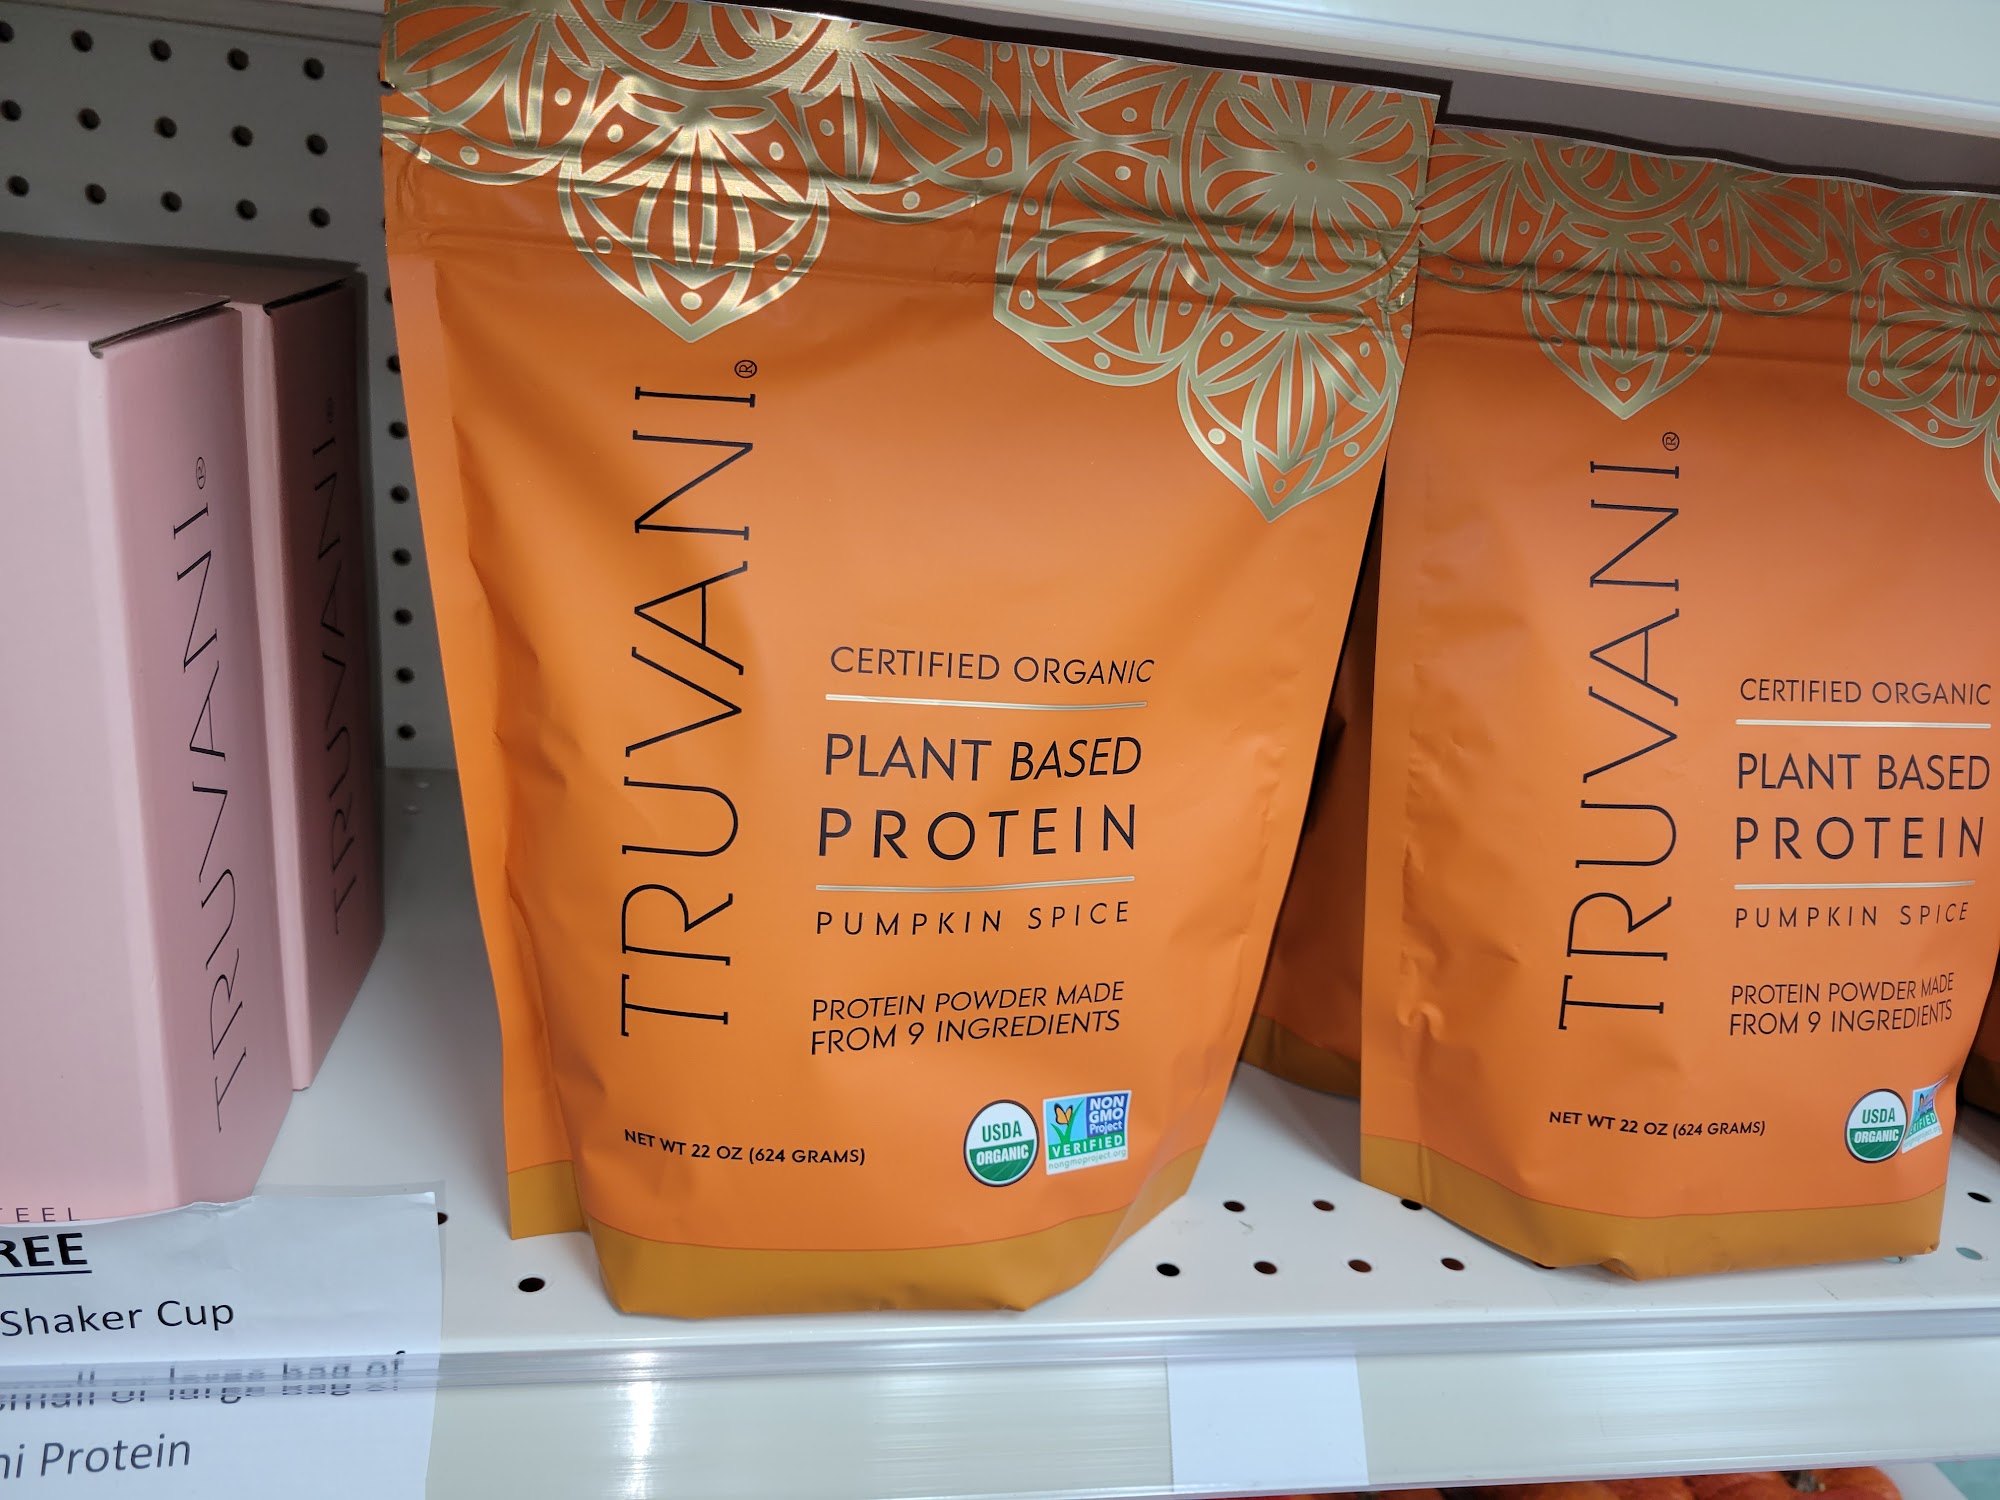 TRUVANI®
TRUVANI®
TRUVANI®
CERTIFIED ORGANIC
PLANT BASED
PROTEIN
PUMPKIN SPICE
PROTEIN POWDER MADE
FROM 9 INGREDIENTS
NET WT 22 OZ (624 GRAMS)
USDA
ORGANIC
NON
GMO
Project
VERIFIED
nongmoproject.org
TRUVANI®
CERTIFIED ORGANIC
PLANT BASED
PROTEIN
PUMPKIN SPICE
PROTEIN POWDER MADE
FROM 9 INGREDIENTS
NET WT 22 OZ (624 GRAMS)
USDA
ORGANIC
VERIFIED
TEEL
REE
Shaker Cup
small or large bag of
ni Protein